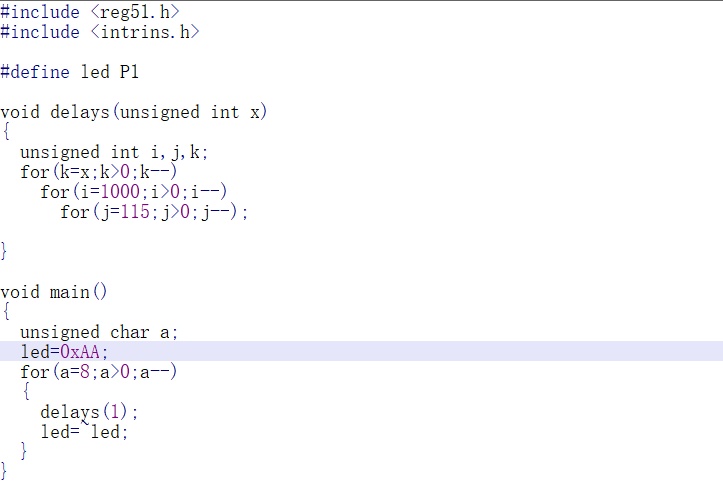 #include <reg51.h>
#include <intrins.h>

#define led P1

void delays(unsigned int x)
{
  unsigned int i,j,k;
  for(k=x;k>0;k--)
    for(i=1000;i>0;i--)
      for(j=115;j>0;j--);

}

void main()
{
  unsigned char a;
  led=0xAA;
  for(a=8;a>0;a--)
  {
    delays(1);
    led=~led;
  }
}